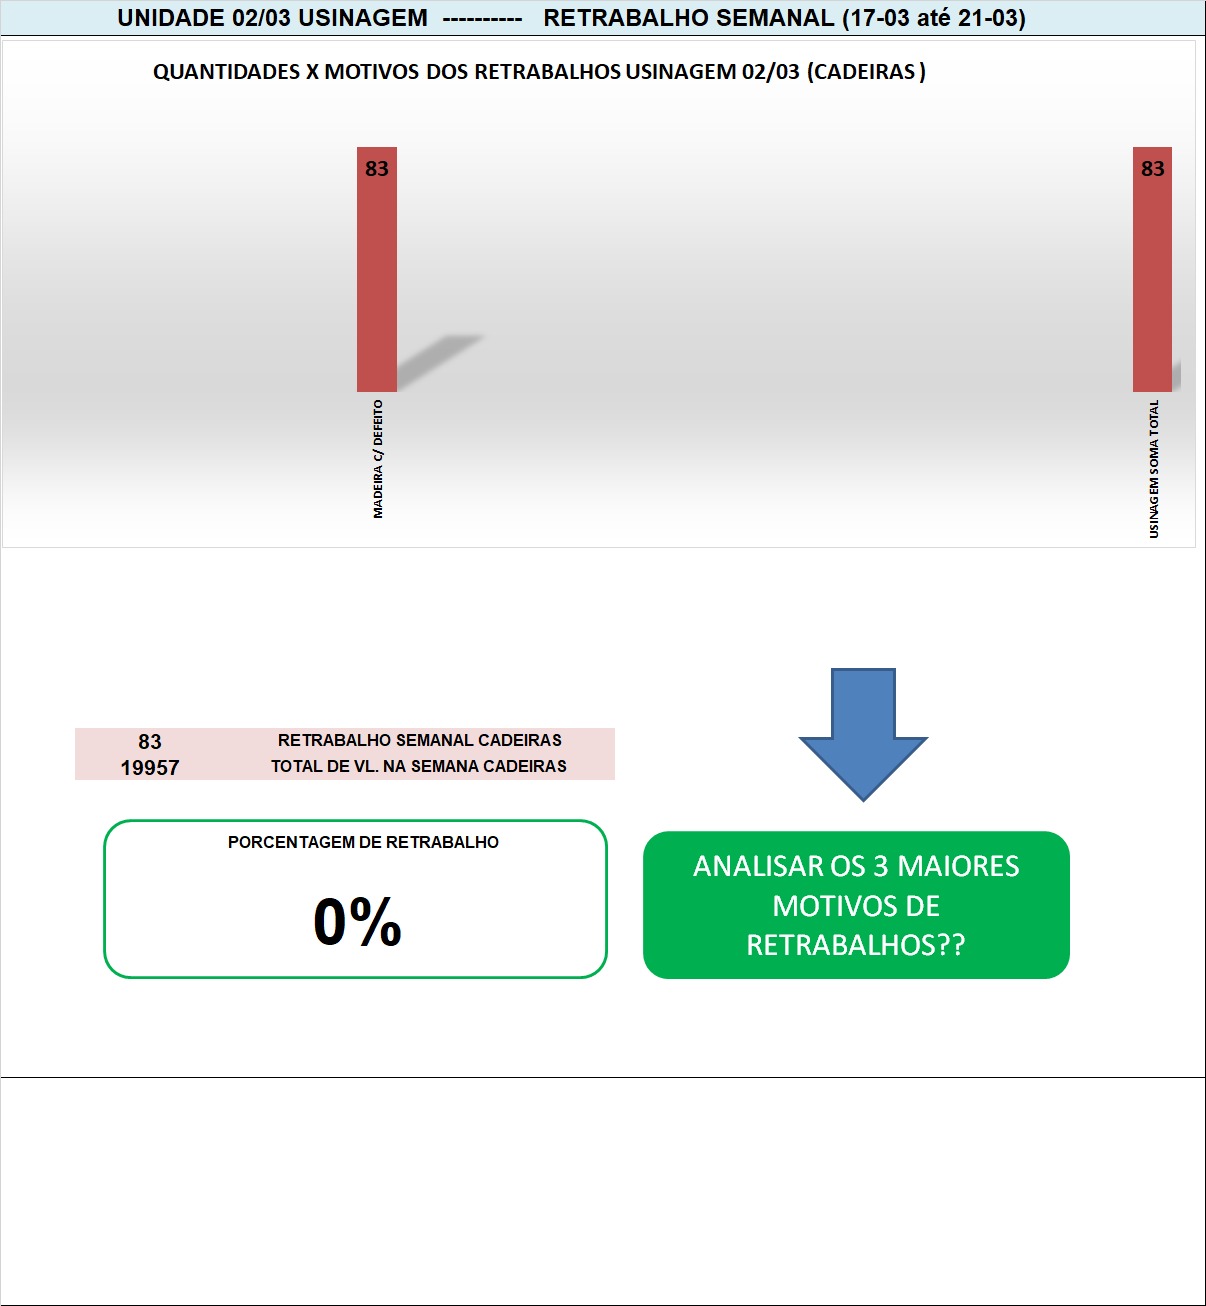 UNIDADE 02/03 USINAGEM ---------- RETRABALHO SEMANAL (17-03 até 21-03)
QUANTIDADES X MOTIVOS DOS RETRABALHOS USINAGEM 02/03 (CADEIRAS )
83
83
MADEIRA C/ DEFEITO
USINAGEM SOMA TOTAL
83 RETRABALHO SEMANAL CADEIRAS
19957 TOTAL DE VL. NA SEMANA CADEIRAS
PORCENTAGEM DE RETRABALHO
0%
ANALISAR OS 3 MAIORES
MOTIVOS DE
RETRABALHOS??